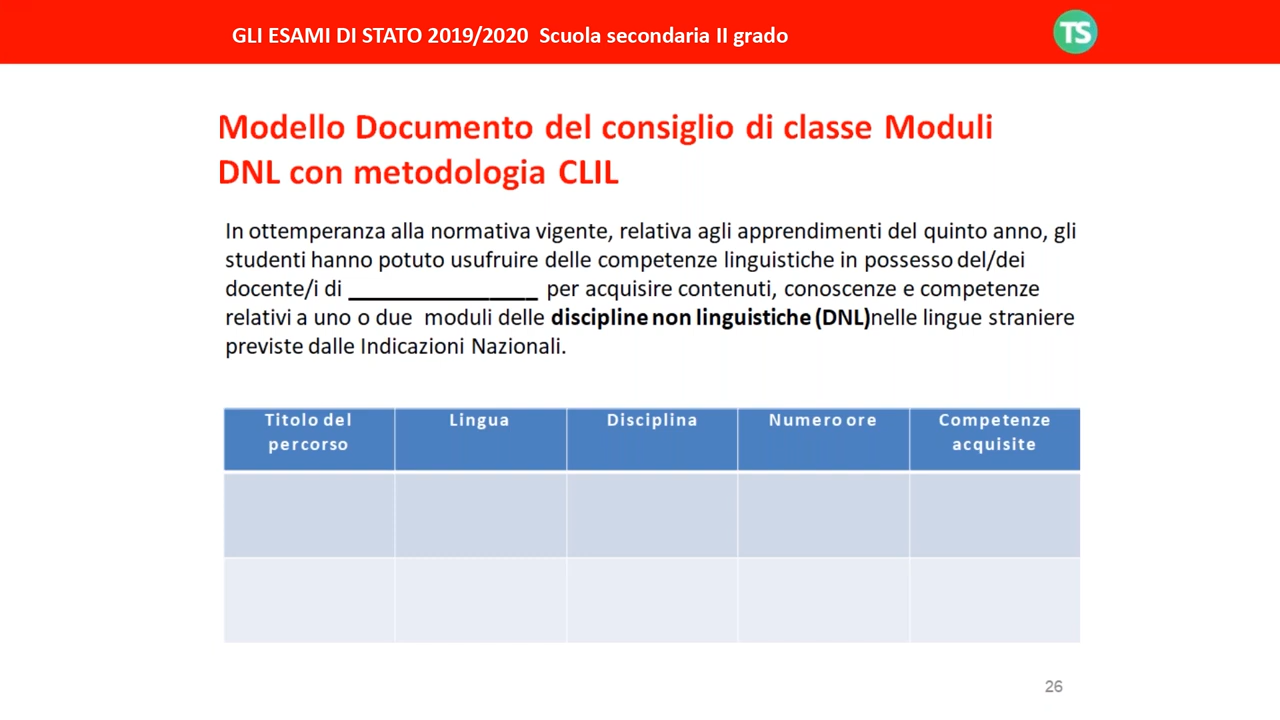 GLI ESAMI DI STATO 2019/2020 Scuola secondaria II grado
TS
Modello Documento del consiglio di classe Moduli
DNL con metodologia CLIL
In ottemperanza alla normativa vigente, relativa agli apprendimenti del quinto anno, gli
studenti hanno potuto usufruire delle competenze linguistiche in possesso del/dei
docente/i di ________________ per acquisire contenuti, conoscenze e competenze
relativi a uno o due moduli delle discipline non linguistiche (DNL)nelle lingue straniere
previste dalle Indicazioni Nazionali.
Titolo del percorso Lingua Disciplina Numero ore Competenze acquisite
26